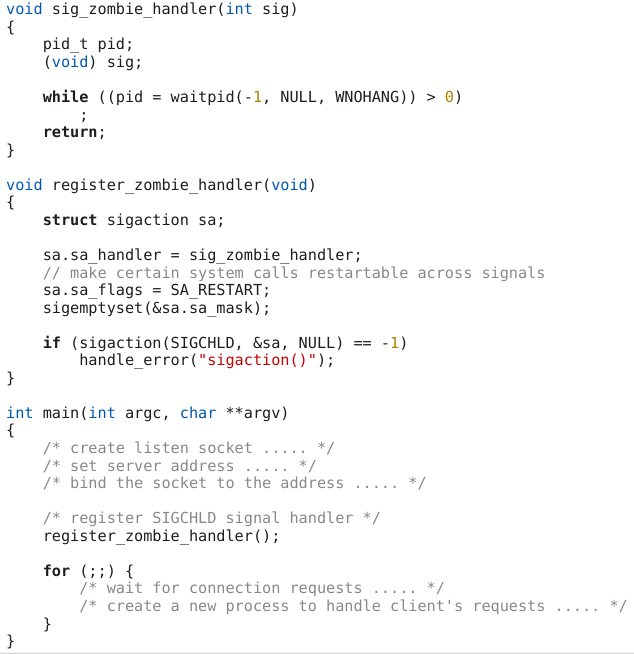 void sig_zombie_handler(int sig)
{
    pid_t pid;
    (void) sig;

    while ((pid = waitpid(-1, NULL, WNOHANG)) > 0)
        ;
    return;
}

void register_zombie_handler(void)
{
    struct sigaction sa;

    sa.sa_handler = sig_zombie_handler;
    // make certain system calls restartable across signals
    sa.sa_flags = SA_RESTART;
    sigemptyset(&sa.sa_mask);

    if (sigaction(SIGCHLD, &sa, NULL) == -1)
        handle_error("sigaction()");
}

int main(int argc, char **argv)
{
    /* create listen socket ..... */
    /* set server address ..... */
    /* bind the socket to the address ..... */

    /* register SIGCHLD signal handler */
    register_zombie_handler();

    for (;;) {
        /* wait for connection requests ..... */
        /* create a new process to handle client's requests ..... */
    }
}